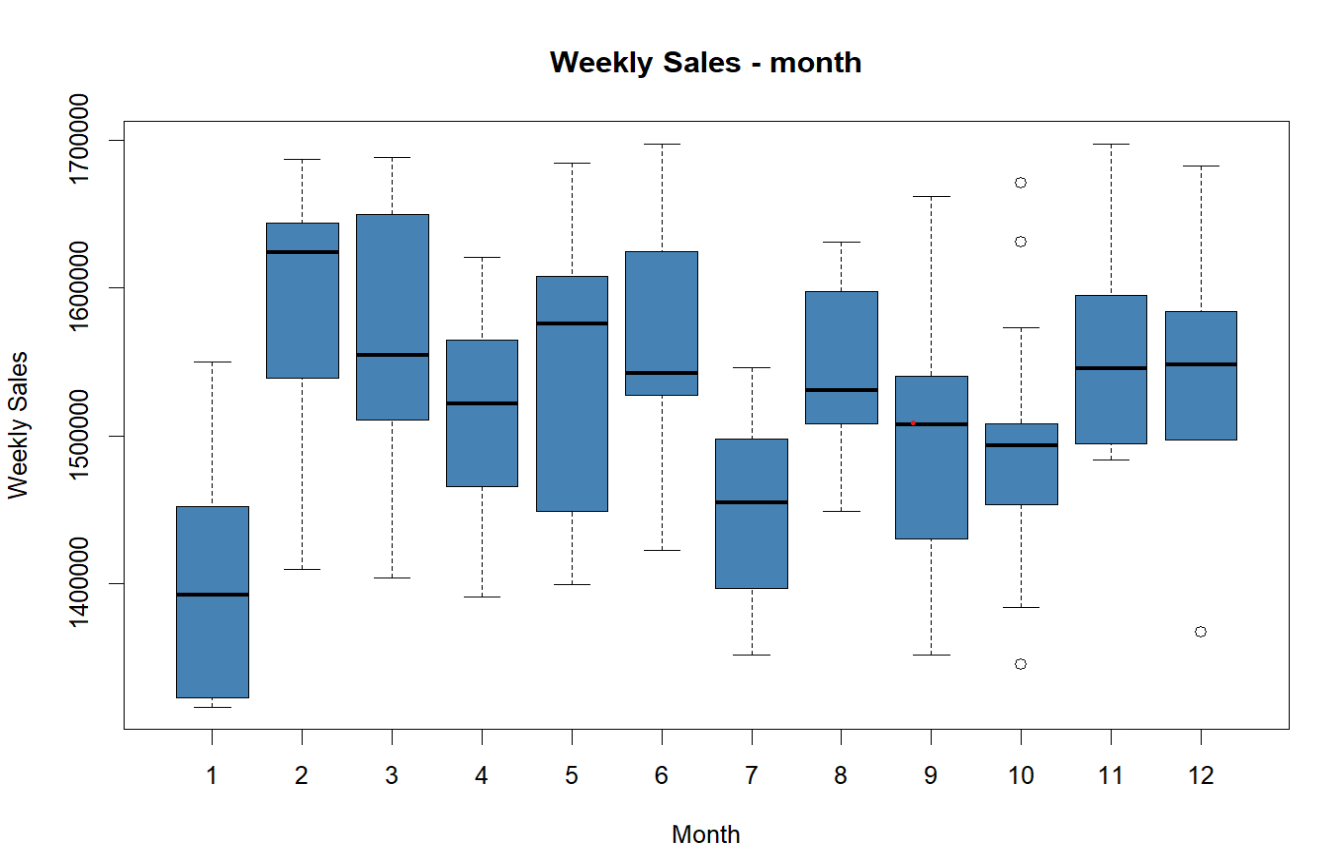 Weekly Sales - month
Weekly Sales
1700000
1600000
1500000
1400000
1 2 3 4 5 6 7 8 9 10 11 12
Month